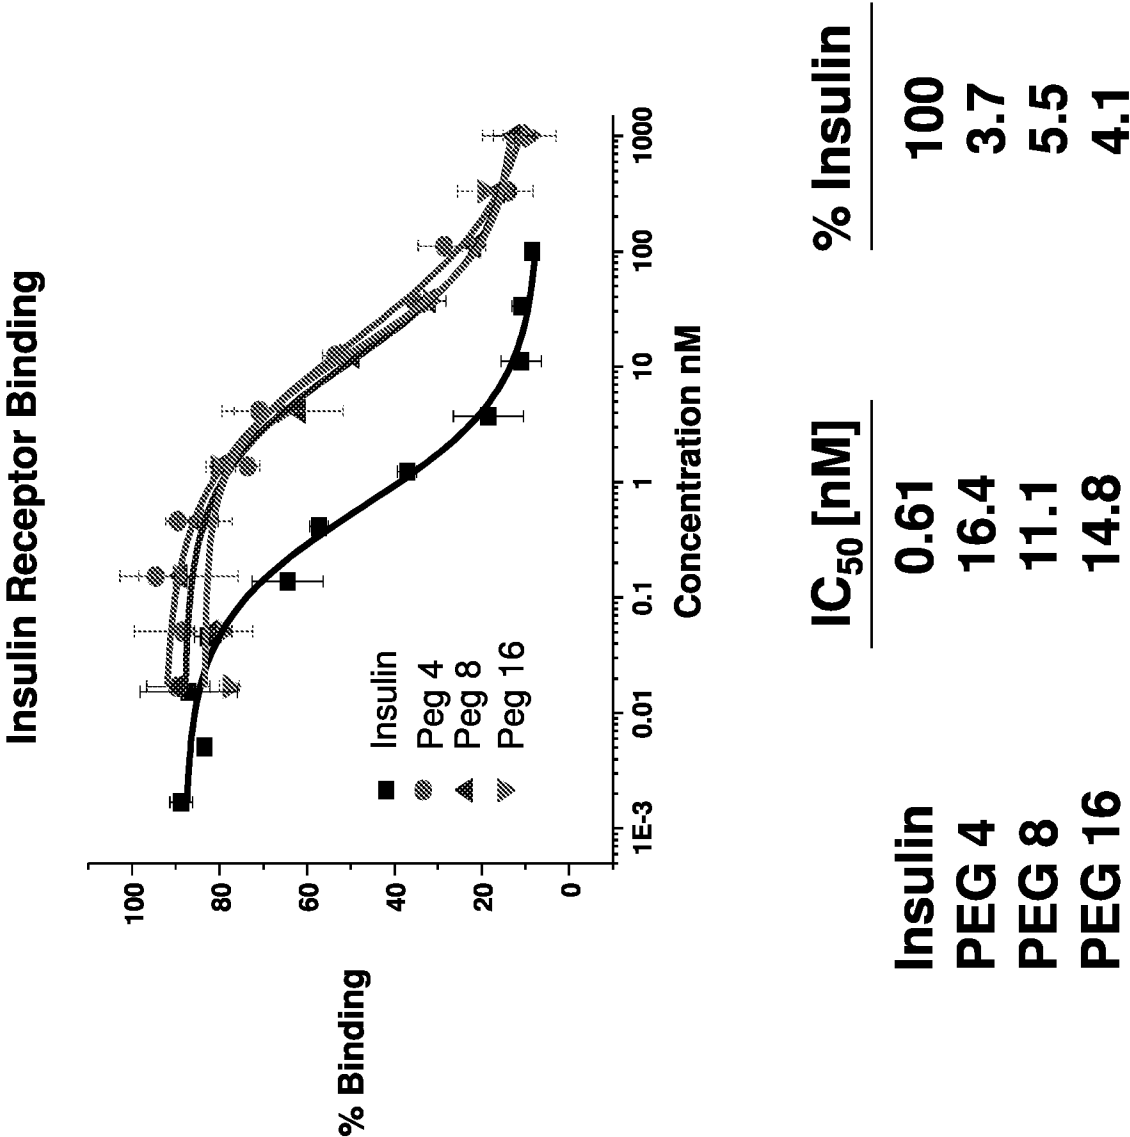 Insulin Receptor Binding
% Binding
100
80
60
40
20
0
1E-3
0.01
0.1
1
10
100
1000
Concentration nM
Insulin
Peg 4
Peg 8
Peg 16
IC50 [nM] % Insulin
Insulin 0.61 100
PEG 4 16.4 3.7
PEG 8 11.1 5.5
PEG 16 14.8 4.1